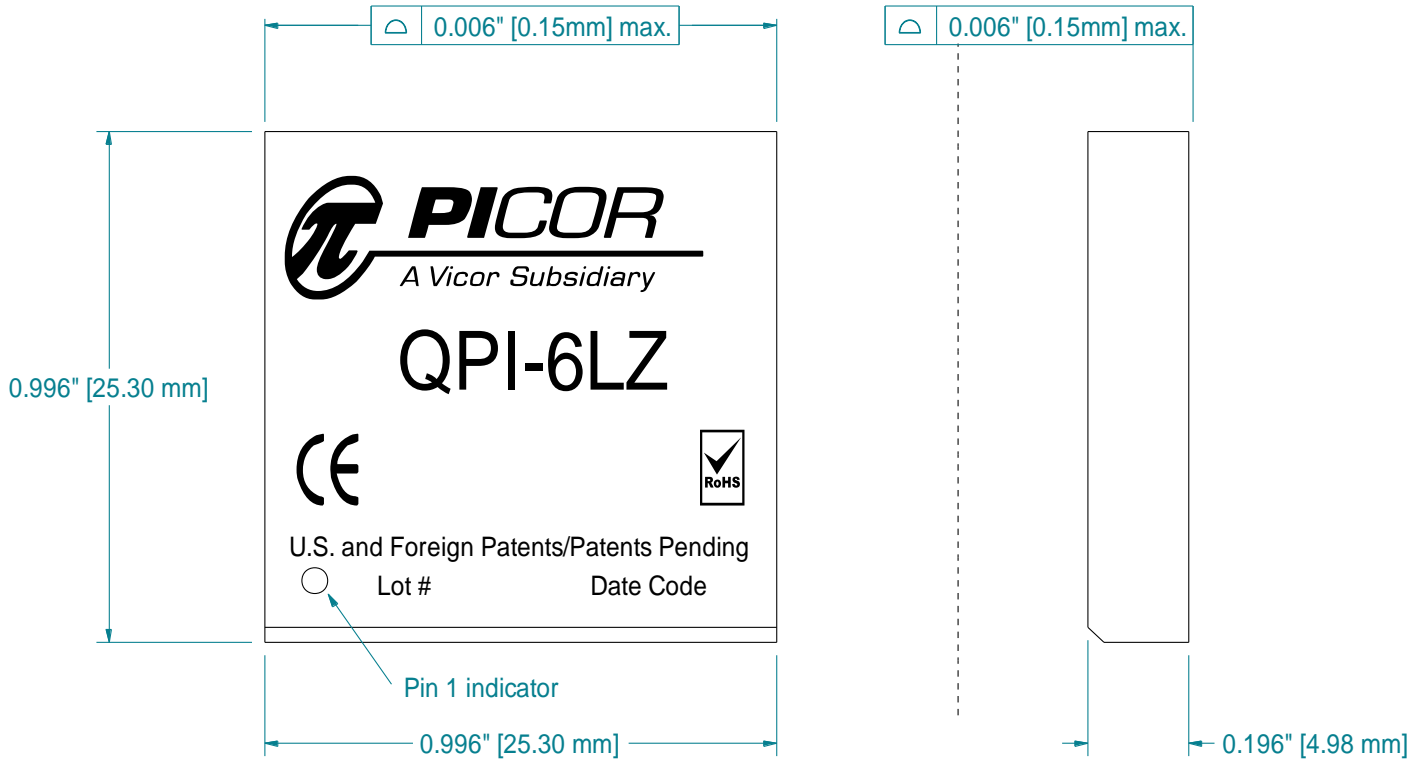 0.006" [0.15mm] max.
0.006" [0.15mm] max.
π PICOR
A Vicor Subsidiary
QPI-6LZ
0.996" [25.30 mm]
CE
RoHS
U.S. and Foreign Patents/Patents Pending
Lot # Date Code
Pin 1 indicator
0.996" [25.30 mm]
0.196" [4.98 mm]